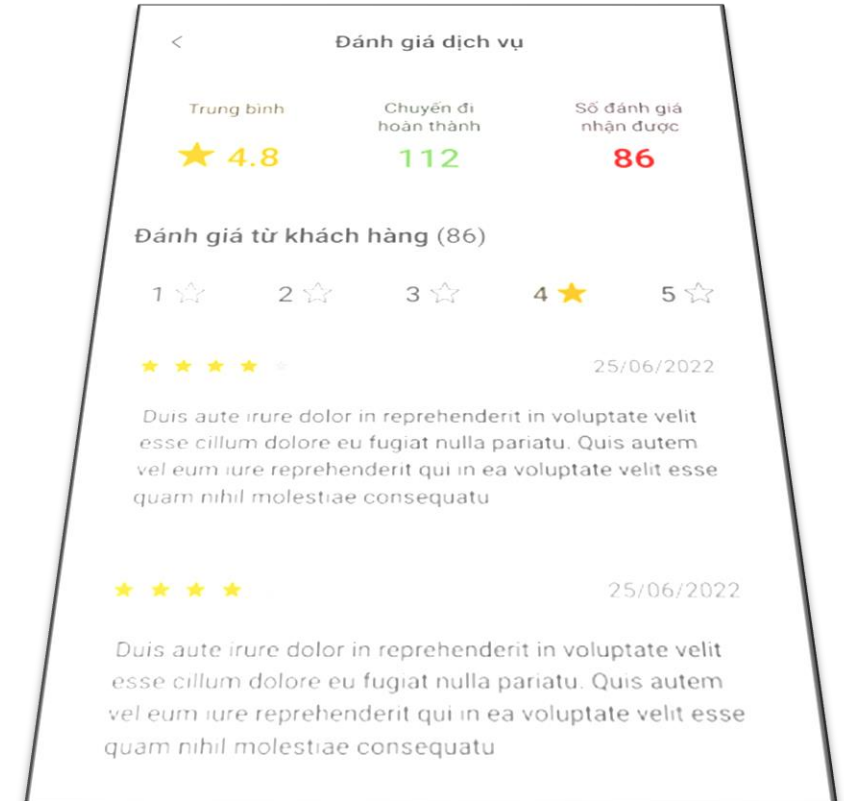 Đánh giá dịch vụ
Trung bình
Chuyến đi
hoàn thành
Số đánh giá
nhận được
4.8
112
86
Đánh giá từ khách hàng (86)
1 2 3 4 5
25/06/2022
Duis aute irure dolor in reprehenderit in voluptate velit
esse cillum dolore eu fugiat nulla pariatu. Quis autem
vel eum iure reprehenderit qui in ea voluptate velit esse
quam nihil molestiae consequatu
25/06/2022
Duis aute irure dolor in reprehenderit in voluptate velit
esse cillum dolore eu fugiat nulla pariatu. Quis autem
vel eum iure reprehenderit qui in ea voluptate velit esse
quam nihil molestiae consequatu